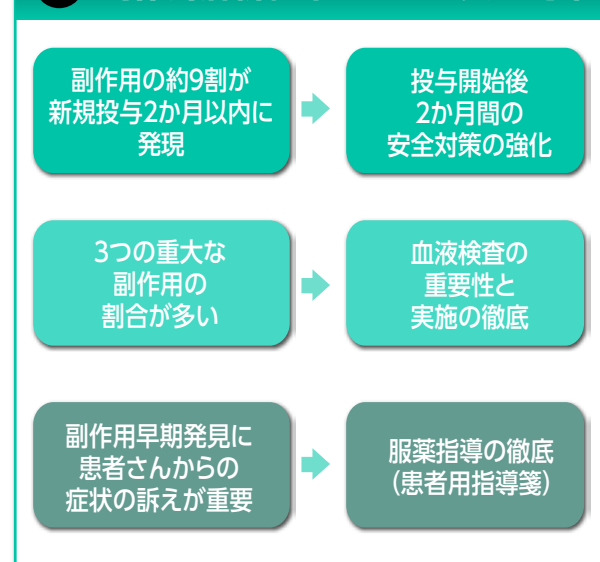 副作用の約9割が
新規投与2か月以内に
発現
投与開始後
2か月間の
安全対策の強化
3つの重大な
副作用の
割合が多い
血液検査の
重要性と
実施の徹底
副作用早期発見に
患者さんからの
症状の訴えが重要
服薬指導の徹底
（患者用指導箋）